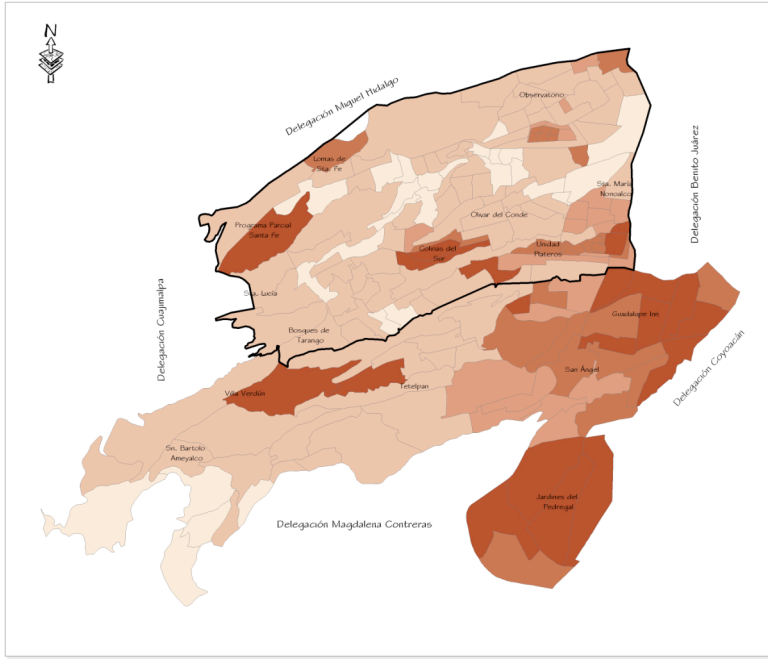 N
Delegación Miguel Hidalgo
Observatorio
Delegación Benito Juárez
Lomas de
Sta. Fe
Sta. María
Nonoalco
Olivar del Conde
Programa Parcial
Santa Fe
Colinas del
Sur
Unidad
Plateros
Sta. Lucía
Delegación Cuajimalpa
Guadalupe Inn
Bosques de
Tarango
Delegación Coyoacán
San Ángel
Villa Verdún
Tetelpan
Sn. Bartolo
Ameyalco
Jardines del
Pedregal
Delegación Magdalena Contreras